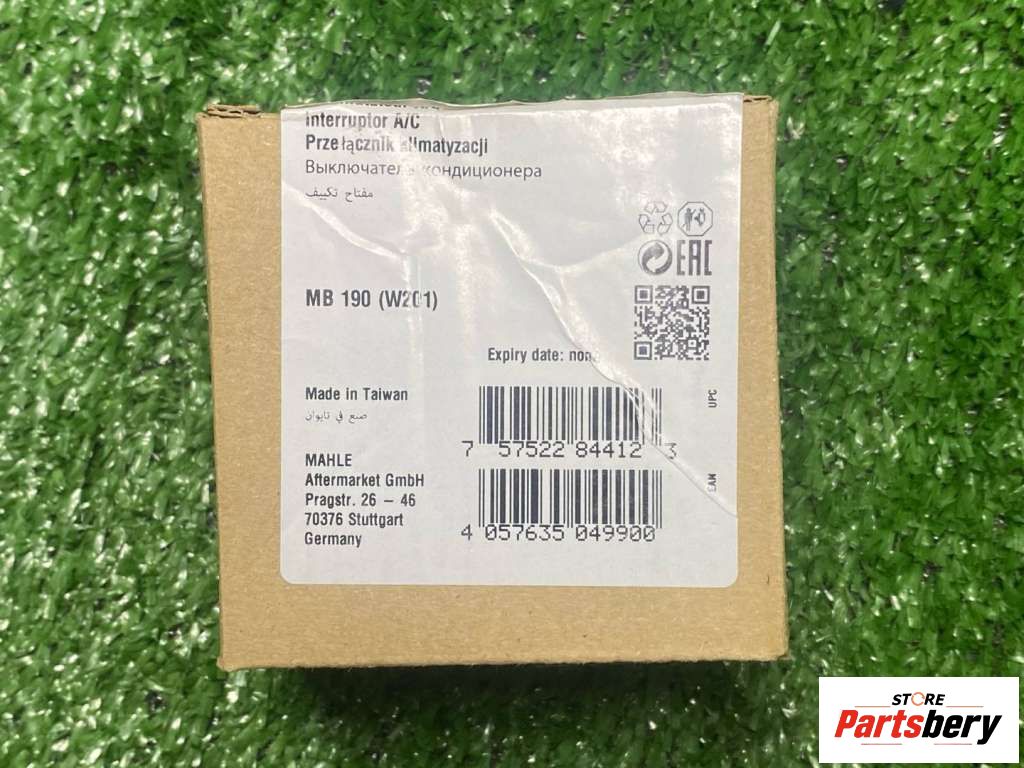 Interruptor A/C
Przełącznik klimatyzacji
Выключатель кондиционера
مفتاح تكييف
EAC
MB 190 (W201)
Expiry date: none
Made in Taiwan
صنع في تايوان
UPC
7 57522 84412 3
MAHLE
Aftermarket GmbH
Pragstr. 26 – 46
70376 Stuttgart
Germany
EAN
4 057635 049900
STORE
Partsbery